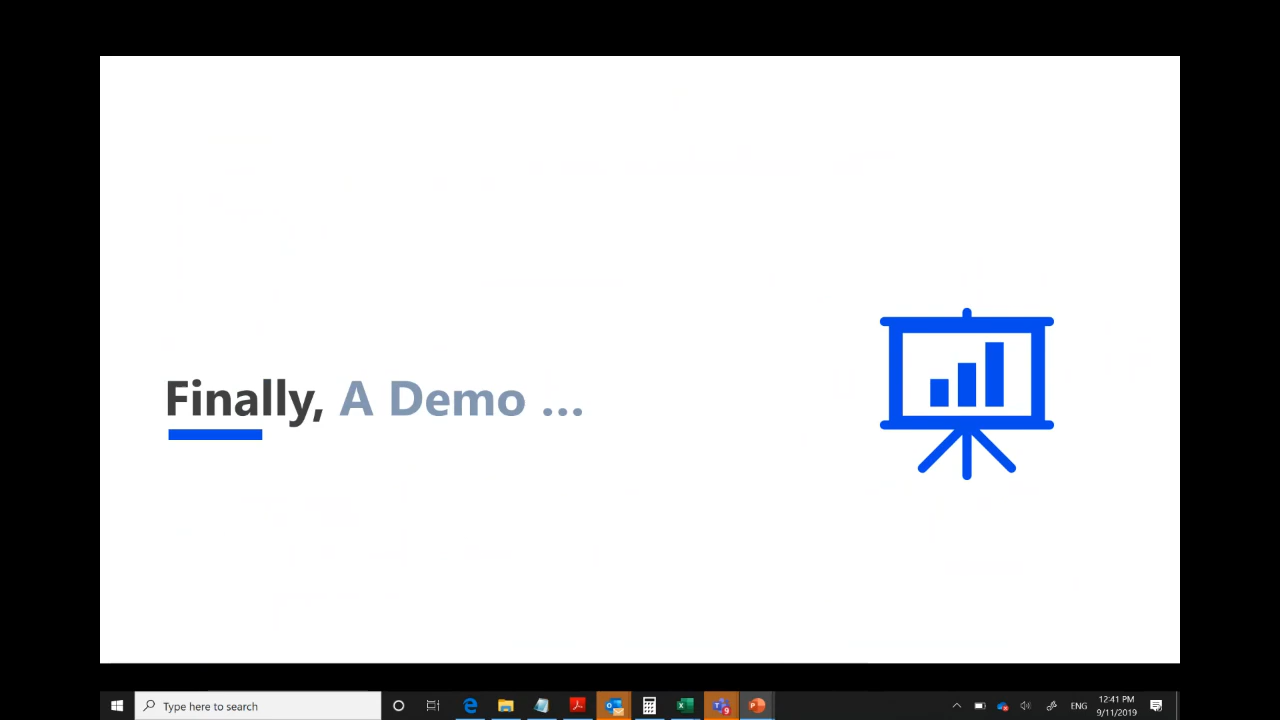 Finally, A Demo ...
Type here to search
ENG
12:41 PM
9/11/2019